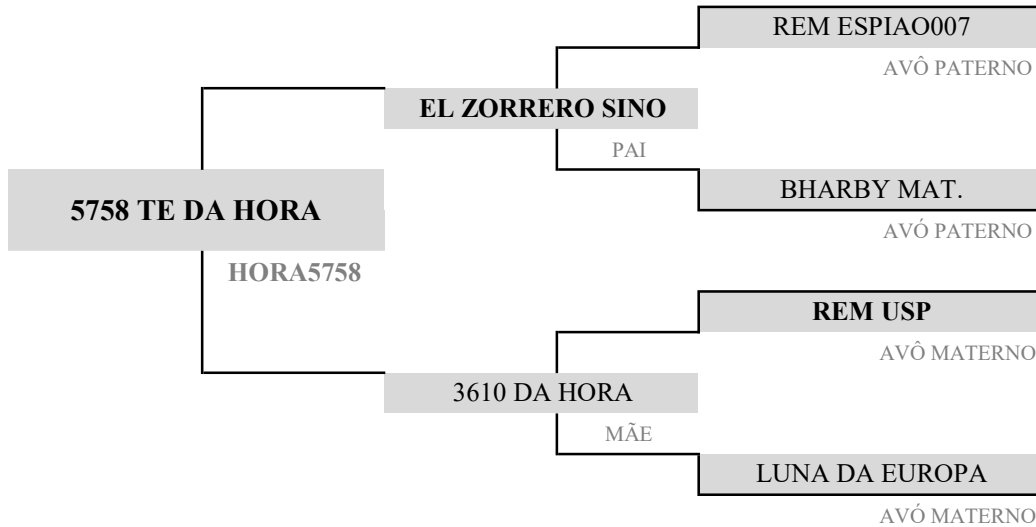 REM ESPIAO007
AVÔ PATERNO
EL ZORRERO SINO
PAI
BHARBY MAT.
AVÓ PATERNO
5758 TE DA HORA
HORA5758
REM USP
AVÔ MATERNO
3610 DA HORA
MÃE
LUNA DA EUROPA
AVÓ MATERNO